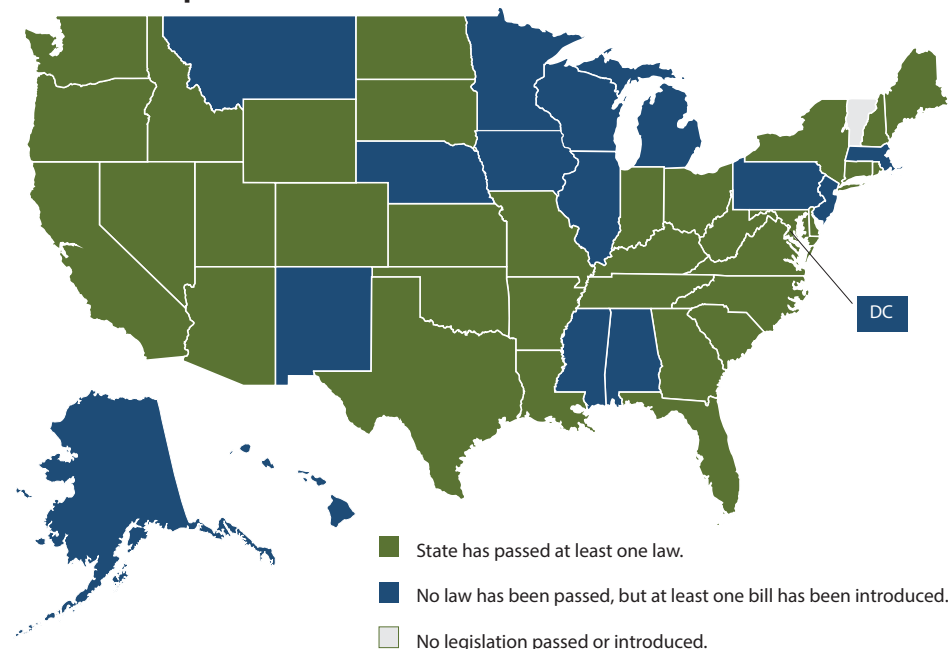 DC
State has passed at least one law.
No law has been passed, but at least one bill has been introduced.
No legislation passed or introduced.